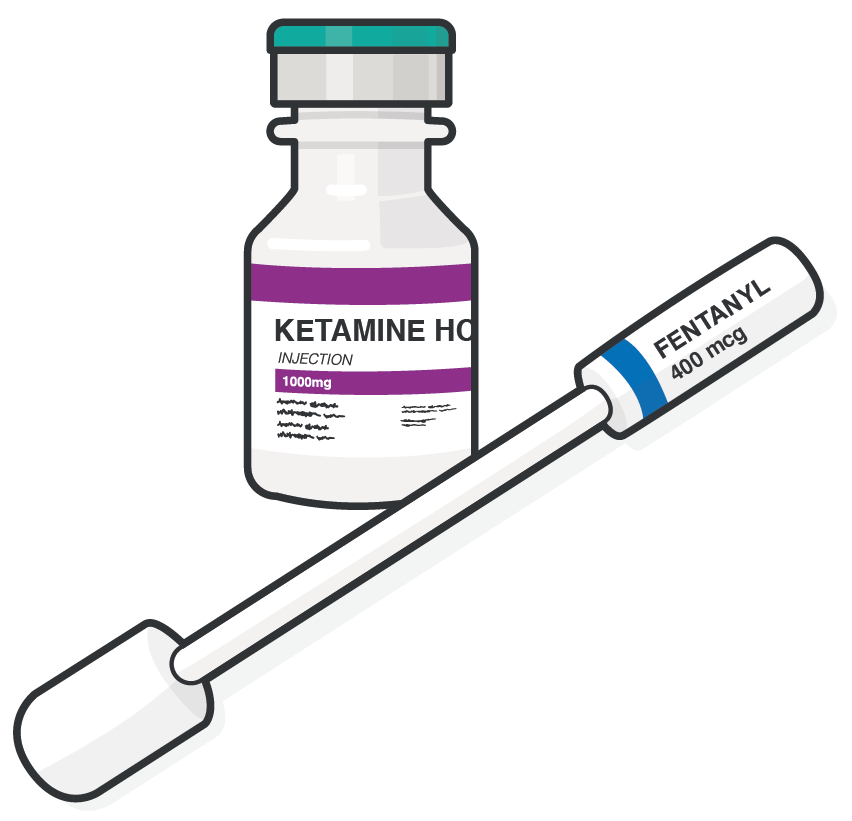 KETAMINE HC
INJECTION
1000mg
FENTANYL
400 mcg